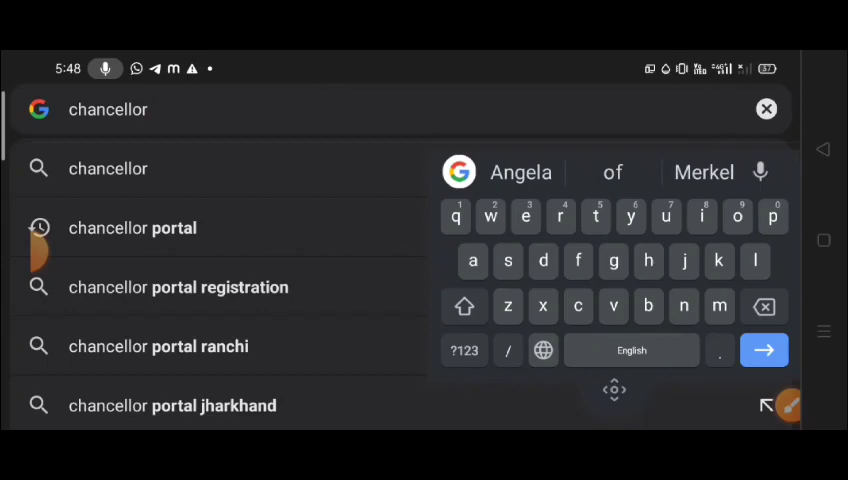 5:48
37
chancellor
chancellor
chancellor portal
chancellor portal registration
chancellor portal ranchi
chancellor portal jharkhand
Angela of Merkel
1 2 3 4 5 6 7 8 9 0
q w e r t y u i o p
a s d f g h j k l
z x c v b n m
?123 / English .